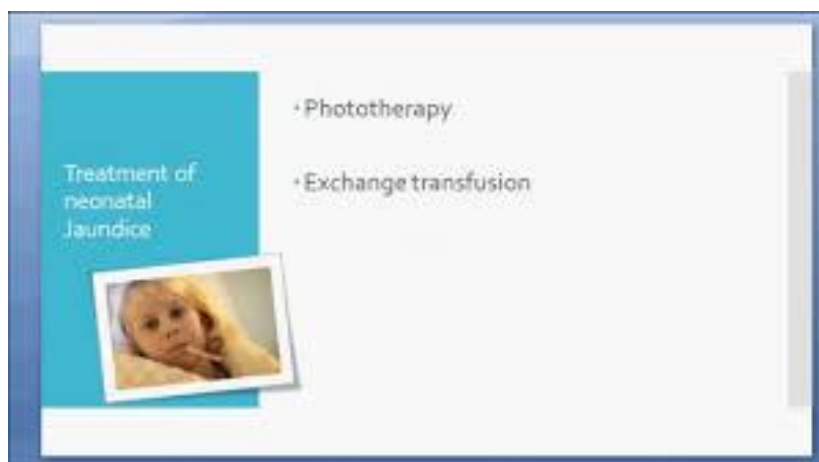 Treatment of
neonatal
Jaundice
• Phototherapy
• Exchange transfusion